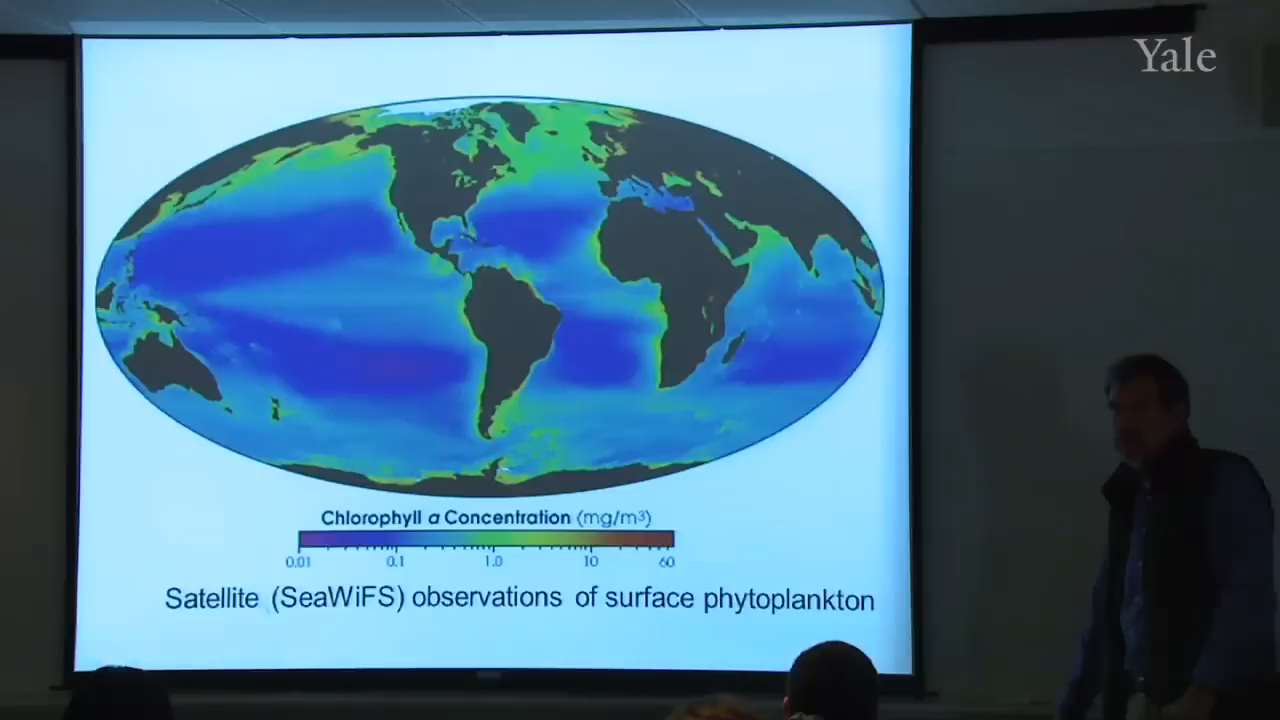 Yale
Chlorophyll a Concentration (mg/m3)
0.01 0.1 1.0 10 60
Satellite (SeaWiFS) observations of surface phytoplankton